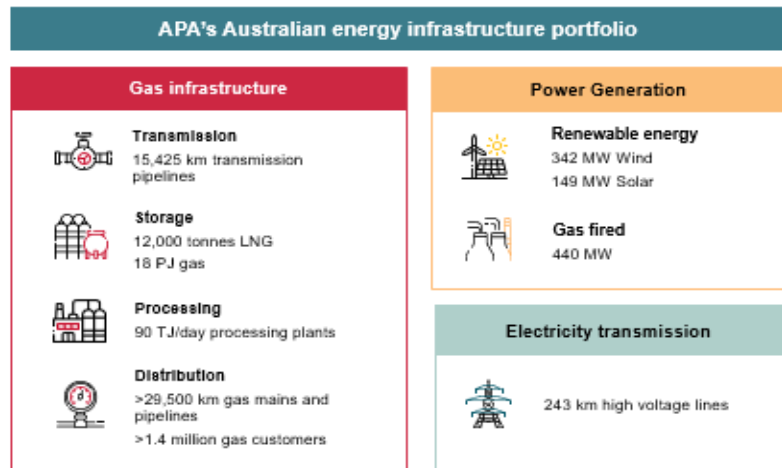 APA's Australian energy infrastructure portfolio
Gas infrastructure
Transmission
15,425 km transmission
pipelines
Storage
12,000 tonnes LNG
18 PJ gas
Processing
90 TJ/day processing plants
Distribution
>29,500 km gas mains and
pipelines
>1.4 million gas customers
Power Generation
Renewable energy
342 MW Wind
149 MW Solar
Gas fired
440 MW
Electricity transmission
243 km high voltage lines